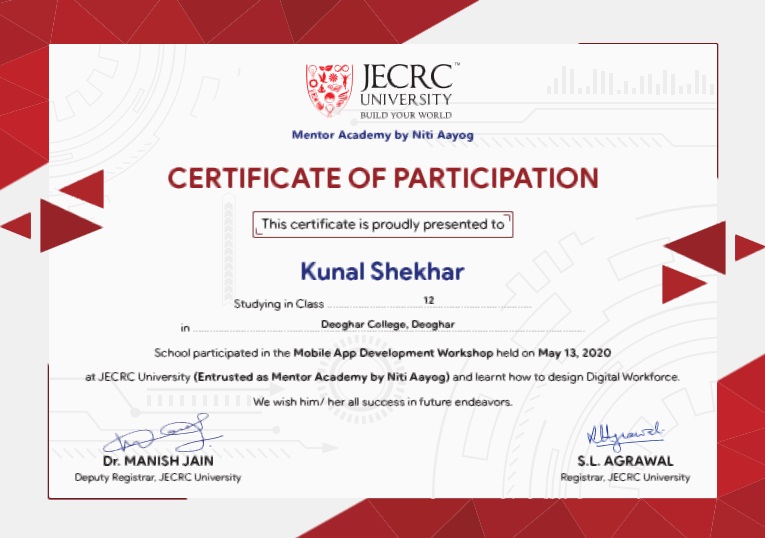 JECRC™
UNIVERSITY
BUILD YOUR WORLD
Mentor Academy by Niti Aayog
CERTIFICATE OF PARTICIPATION
This certificate is proudly presented to
Kunal Shekhar
Studying in Class 12
in Deoghar College, Deoghar
School participated in the Mobile App Development Workshop held on May 13, 2020
at JECRC University (Entrusted as Mentor Academy by Niti Aayog) and learnt how to design Digital Workforce.
We wish him/ her all success in future endeavors.
Dr. MANISH JAIN
Deputy Registrar, JECRC University
S.L. AGRAWAL
Registrar, JECRC University